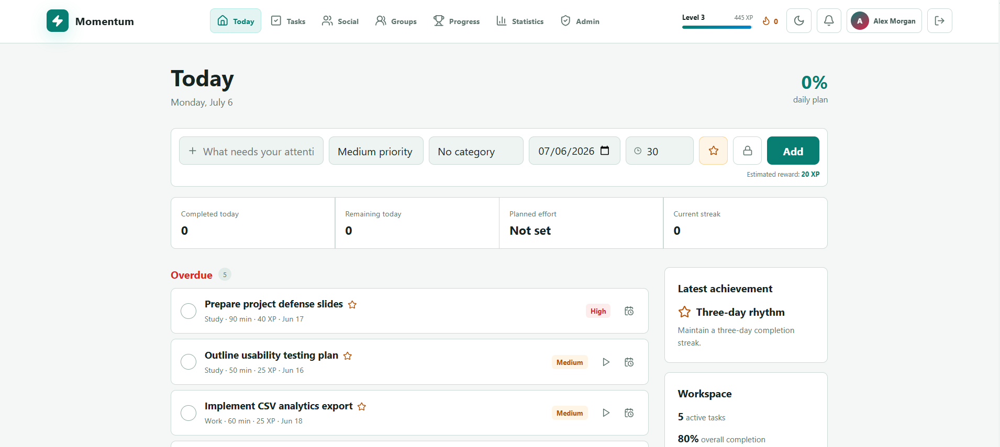 Momentum
Today
Tasks
Social
Groups
Progress
Statistics
Admin
Level 3
445 XP
0
A
Alex Morgan
Today
Monday, July 6
0%
daily plan
What needs your attenti
Medium priority
No category
07/06/2026
30
Add
Estimated reward: 20 XP
Completed today
0
Remaining today
0
Planned effort
Not set
Current streak
0
Overdue 5
Prepare project defense slides
Study · 90 min · 40 XP · Jun 17
High
Outline usability testing plan
Study · 50 min · 25 XP · Jun 16
Medium
Implement CSV analytics export
Work · 60 min · 25 XP · Jun 18
Medium
Latest achievement
Three-day rhythm
Maintain a three-day completion
streak.
Workspace
5 active tasks
80% overall completion